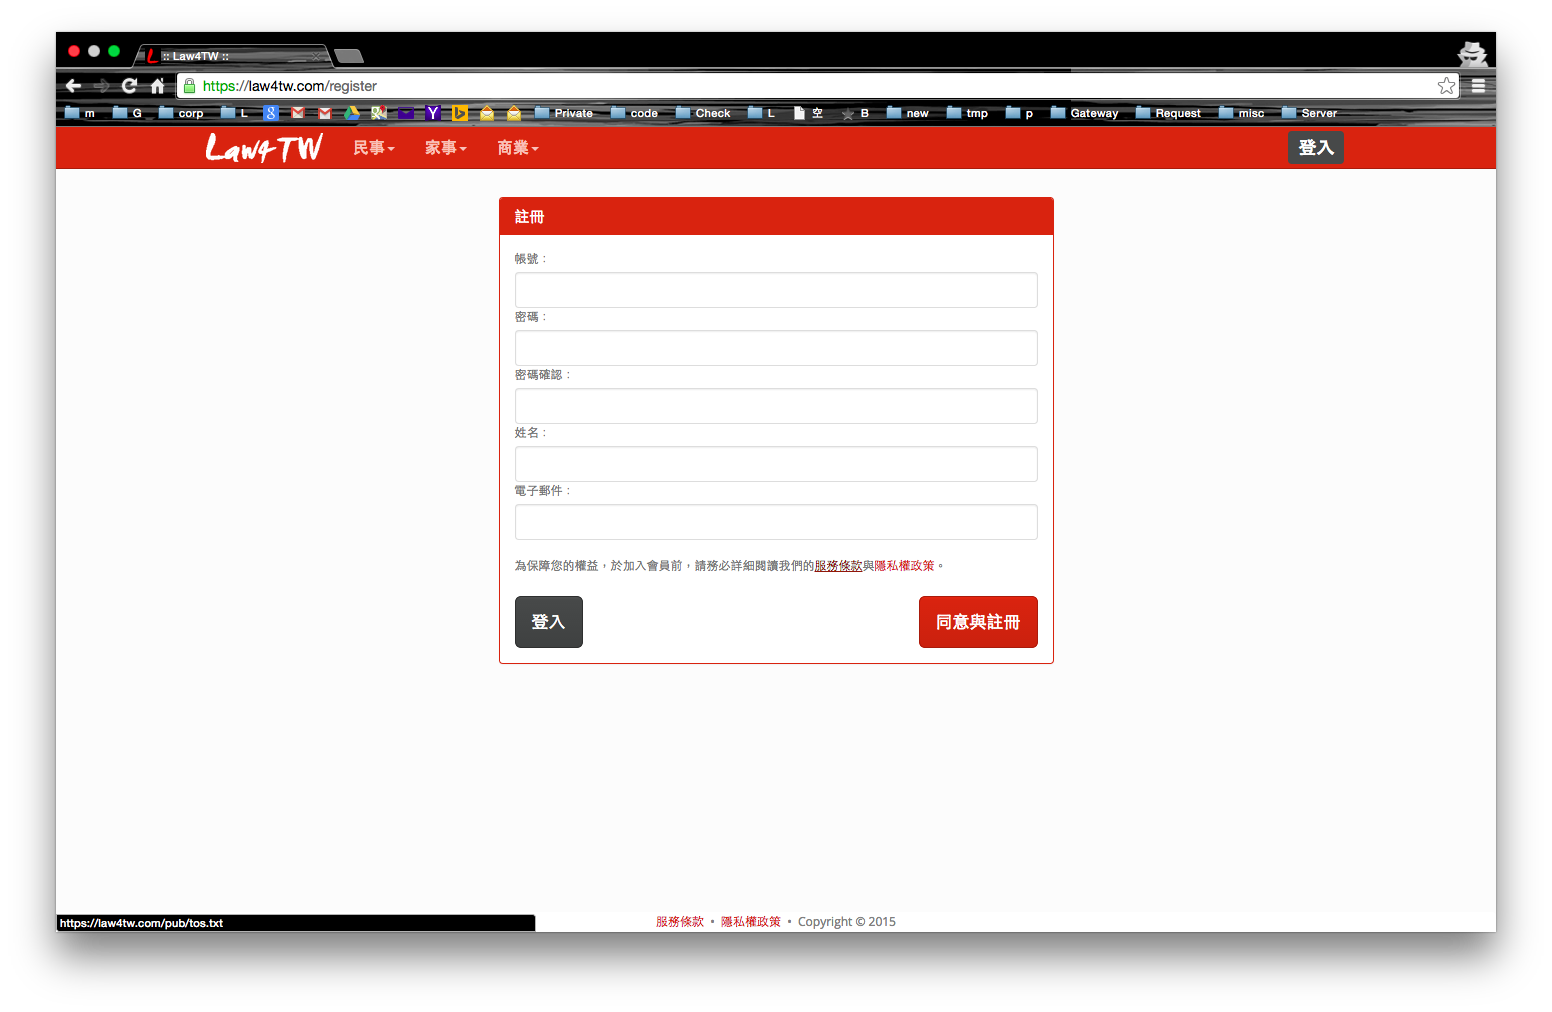 :: Law4TW ::
https://law4tw.com/register
m G corp L Private code Check L 空 B new tmp p Gateway Request misc Server
Law4TW 民事 家事 商業 登入
註冊
帳號：
密碼：
密碼確認：
姓名：
電子郵件：
為保障您的權益，於加入會員前，請務必詳細閱讀我們的服務條款與隱私權政策。
登入 同意與註冊
https://law4tw.com/pub/tos.txt
服務條款 • 隱私權政策 • Copyright © 2015